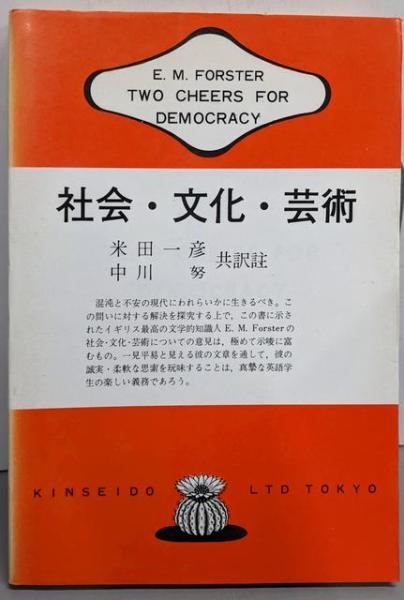 E. M. FORSTER
TWO CHEERS FOR
DEMOCRACY
社会・文化・芸術
米田一彦
中川 努
共訳註
混沌と不安の現代にわれらいかに生きるべき。こ
の問いに対する解決を探究する上で，この書に示さ
れたイギリス最高の文学的知識人 E. M. Forster の
社会・文化・芸術についての意見は，極めて示唆に富
むもの。一見平易と見える彼の文章を通して，彼の
誠実・柔軟な思索を玩味することは，真摯な英語学
生の楽しい義務であろう。
KINSEIDO LTD TOKYO